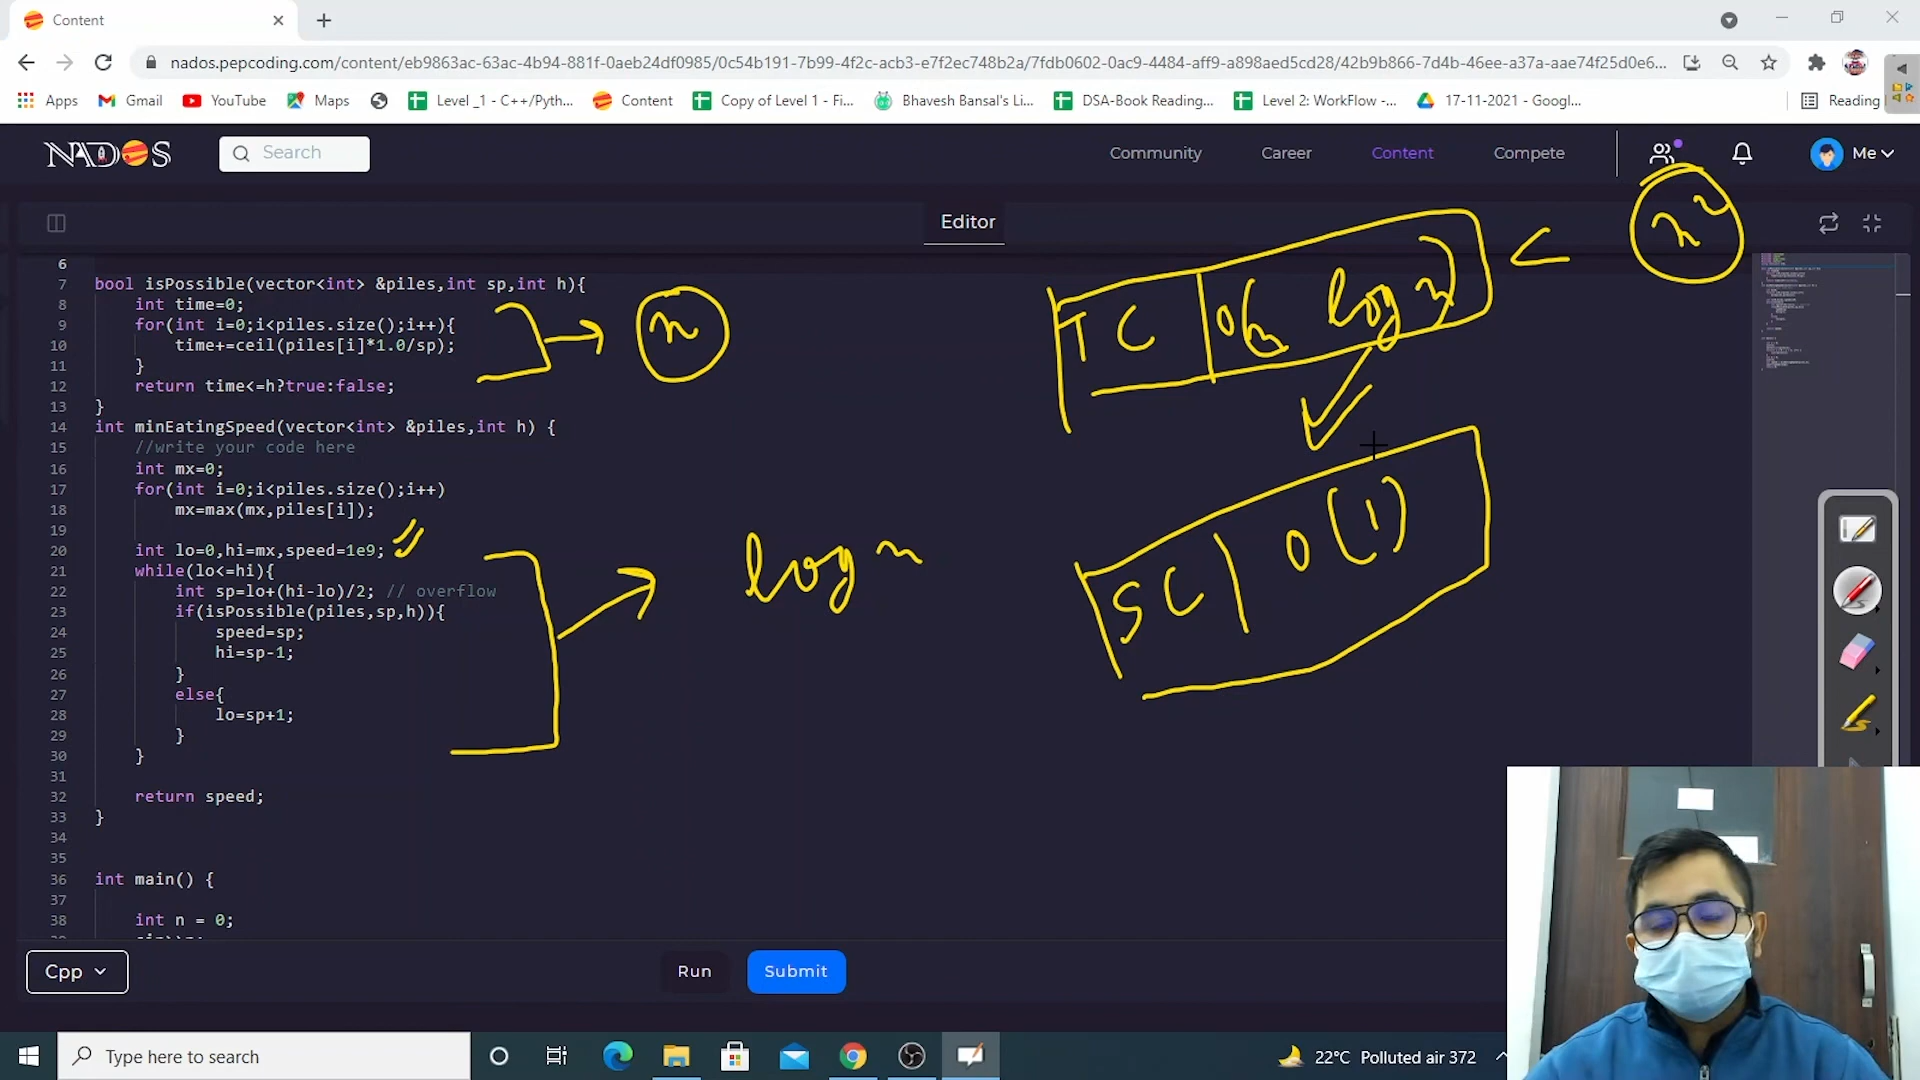 Content
nados.pepcoding.com/content/eb9863ac-63ac-4b94-881f-0aeb24df0985/0c54b191-7b99-4f2c-acb3-e7f2ec748b2a/7fdb0602-0ac9-4484-aff9-a898aed5cd28/42b9b866-7d4b-46ee-a37a-aae74f25d0e6...
Apps Gmail YouTube Maps Level _1 - C++/Pyth... Content Copy of Level 1 - Fi... Bhavesh Bansal's Li... DSA-Book Reading... Level 2: WorkFlow -... 17-11-2021 - Googl... Reading
NADOS Search Community Career Content Compete Me
Editor
6
7 bool isPossible(vector<int> &piles,int sp,int h){
8 int time=0;
9 for(int i=0;i<piles.size();i++){
10 time+=ceil(piles[i]*1.0/sp);
11 }
12 return time<=h?true:false;
13 }
14 int minEatingSpeed(vector<int> &piles,int h) {
15 //write your code here
16 int mx=0;
17 for(int i=0;i<piles.size();i++)
18 mx=max(mx,piles[i]);
19
20 int lo=0,hi=mx,speed=1e9;
21 while(lo<=hi){
22 int sp=lo+(hi-lo)/2; // overflow
23 if(isPossible(piles,sp,h)){
24 speed=sp;
25 hi=sp-1;
26 }
27 else{
28 lo=sp+1;
29 }
30 }
31
32 return speed;
33 }
34
35
36 int main() {
37
38 int n = 0;
n
log n
TC | O(n log n) < n²
SC | O(1)
Cpp Run Submit
Type here to search 22°C Polluted air 372